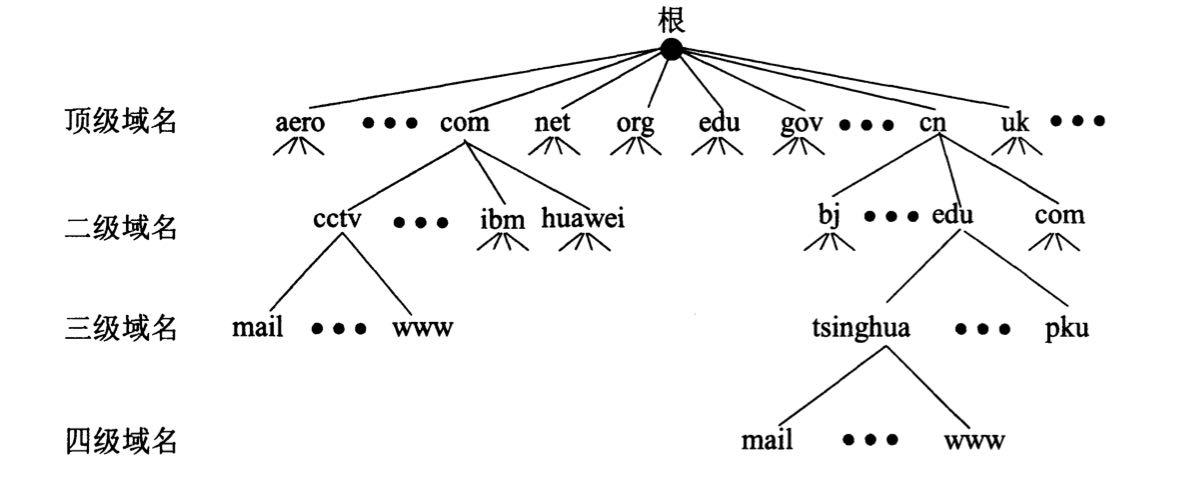 根
顶级域名 aero ••• com net org edu gov ••• cn uk •••
二级域名 cctv ••• ibm huawei bj ••• edu com
三级域名 mail ••• www tsinghua ••• pku
四级域名 mail ••• www